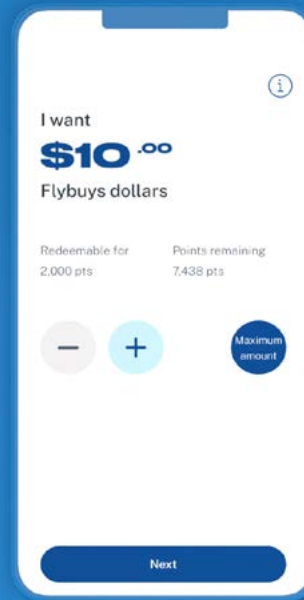 I want
$10.00
Flybuys dollars
Redeemable for Points remaining
2,000 pts 7,438 pts
− +
Maximum
amount
Next